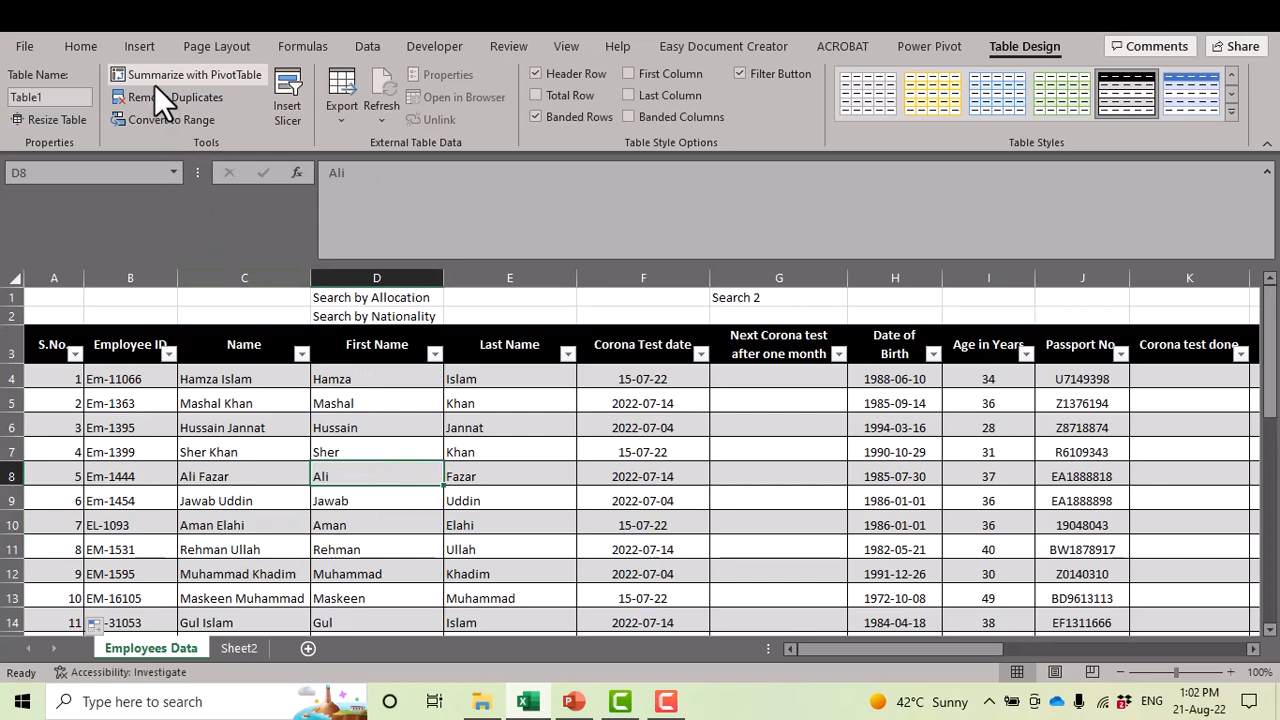 File Home Insert Page Layout Formulas Data Developer Review View Help Easy Document Creator ACROBAT Power Pivot Table Design Comments Share
Table Name: Summarize with PivotTable Properties Header Row First Column Filter Button
Table1 Duplicates Insert Slicer Export Refresh Open in Browser Total Row Last Column
Resize Table Convert to Range Unlink Banded Rows Banded Columns
Properties Tools External Table Data Table Style Options Table Styles
D8 fx Ali
A B C D E F G H I J K
1 Search by Allocation Search 2
2 Search by Nationality
3 S.No. Employee ID Name First Name Last Name Corona Test date Next Corona test after one month Date of Birth Age in Years Passport No Corona test done
4 1 Em-11066 Hamza Islam Hamza Islam 15-07-22 1988-06-10 34 U7149398
5 2 Em-1363 Mashal Khan Mashal Khan 2022-07-14 1985-09-14 36 Z1376194
6 3 Em-1395 Hussain Jannat Hussain Jannat 2022-07-14 1994-03-16 28 Z8718874
7 4 Em-1399 Sher Khan Sher Khan 15-07-22 1990-10-29 31 R6109343
8 5 Em-1444 Ali Fazar Ali Fazar 2022-07-14 1985-07-30 37 EA1888818
9 6 Em-1454 Jawab Uddin Jawab Uddin 2022-07-04 1986-01-01 36 EA1888898
10 7 EL-1093 Aman Elahi Aman Elahi 15-07-22 1986-01-01 36 19048043
11 8 EM-1531 Rehman Ullah Rehman Ullah 2022-07-04 1982-05-21 40 BW1878917
12 9 EM-1595 Muhammad Khadim Muhammad Khadim 2022-07-04 1991-12-26 30 Z0140310
13 10 EM-16105 Maskeen Muhammad Maskeen Muhammad 15-07-22 1972-10-08 49 BD9613113
14 11 -31053 Gul Islam Gul Islam 2022-07-14 1984-04-18 38 EF1311666
Employees Data Sheet2
Ready Accessibility: Investigate 100%
Type here to search 42°C Sunny ENG 1:02 PM
21-Aug-22